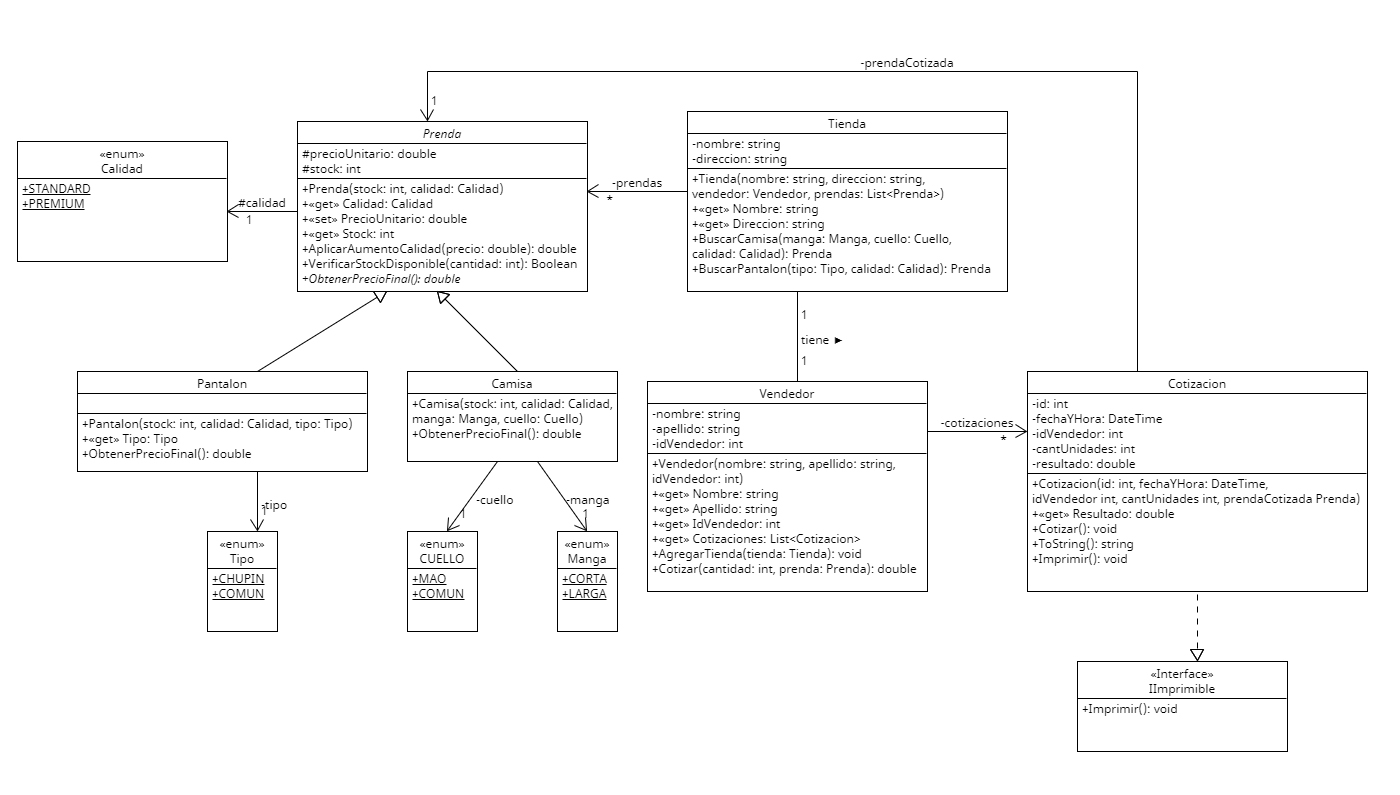 -prendaCotizada
1
Prenda
#precioUnitario: double
#stock: int
+Prenda(stock: int, calidad: Calidad)
+«get» Calidad: Calidad
+«set» PrecioUnitario: double
+«get» Stock: int
+AplicarAumentoCalidad(precio: double): double
+VerificarStockDisponible(cantidad: int): Boolean
+ObtenerPrecioFinal(): double
Tienda
-nombre: string
-direccion: string
+Tienda(nombre: string, direccion: string,
vendedor: Vendedor, prendas: List<Prenda>)
+«get» Nombre: string
+«get» Direccion: string
+BuscarCamisa(manga: Manga, cuello: Cuello,
calidad: Calidad): Prenda
+BuscarPantalon(tipo: Tipo, calidad: Calidad): Prenda
«enum»
Calidad
+STANDARD
+PREMIUM
#calidad
1
-prendas
*
1
tiene ►
1
Pantalon
+Pantalon(stock: int, calidad: Calidad, tipo: Tipo)
+«get» Tipo: Tipo
+ObtenerPrecioFinal(): double
Camisa
+Camisa(stock: int, calidad: Calidad,
manga: Manga, cuello: Cuello)
+ObtenerPrecioFinal(): double
Vendedor
-nombre: string
-apellido: string
-idVendedor: int
+Vendedor(nombre: string, apellido: string,
idVendedor: int)
+«get» Nombre: string
+«get» Apellido: string
+«get» IdVendedor: int
+«get» Cotizaciones: List<Cotizacion>
+AgregarTienda(tienda: Tienda): void
+Cotizar(cantidad: int, prenda: Prenda): double
-cotizaciones
*
Cotizacion
-id: int
-fechaYHora: DateTime
-idVendedor: int
-cantUnidades: int
-resultado: double
+Cotizacion(id: int, fechaYHora: DateTime,
idVendedor int, cantUnidades int, prendaCotizada Prenda)
+«get» Resultado: double
+Cotizar(): void
+ToString(): string
+Imprimir(): void
-tipo
1
-cuello
1
-manga
1
«enum»
Tipo
+CHUPIN
+COMUN
«enum»
CUELLO
+MAO
+COMUN
«enum»
Manga
+CORTA
+LARGA
«Interface»
IImprimible
+Imprimir(): void